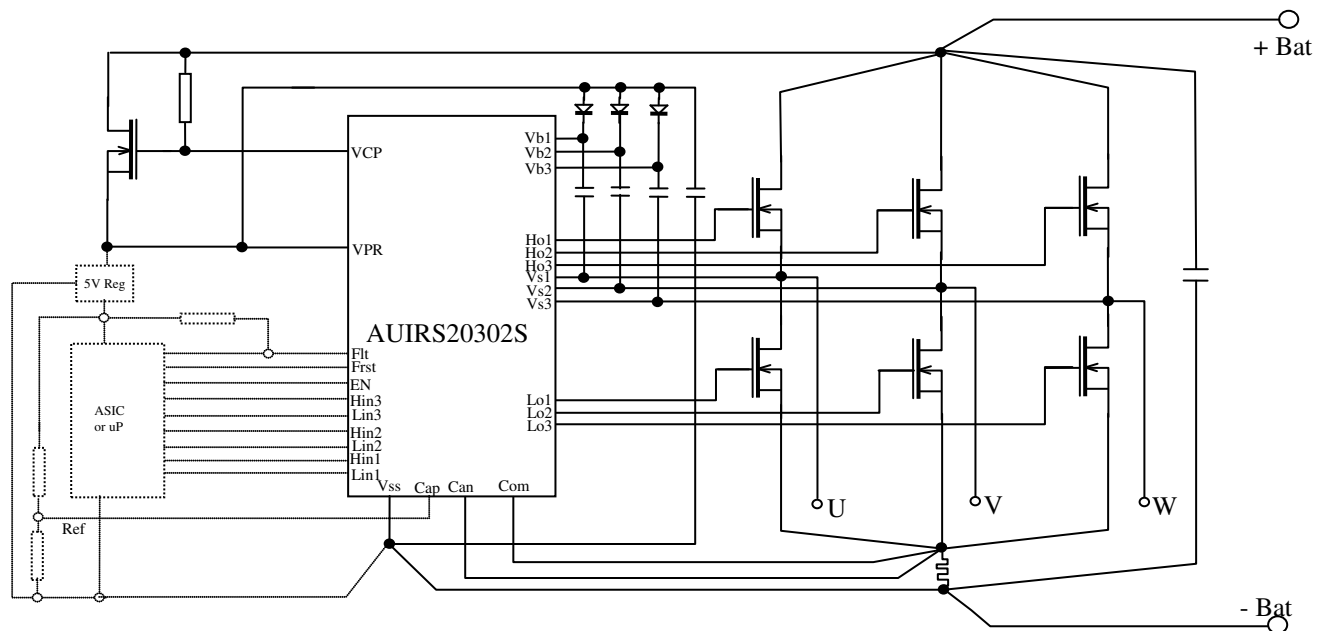 + Bat
VCP
Vb1
Vb2
Vb3
VPR
Ho1
Ho2
Ho3
Vs1
Vs2
Vs3
5V Reg
AUIRS20302S
Flt
Frst
EN
Hin3
Lin3
Hin2
Lin2
Hin1
Lin1
ASIC
or uP
Lo1
Lo2
Lo3
Vss
Cap
Can
Com
Ref
U
V
W
- Bat